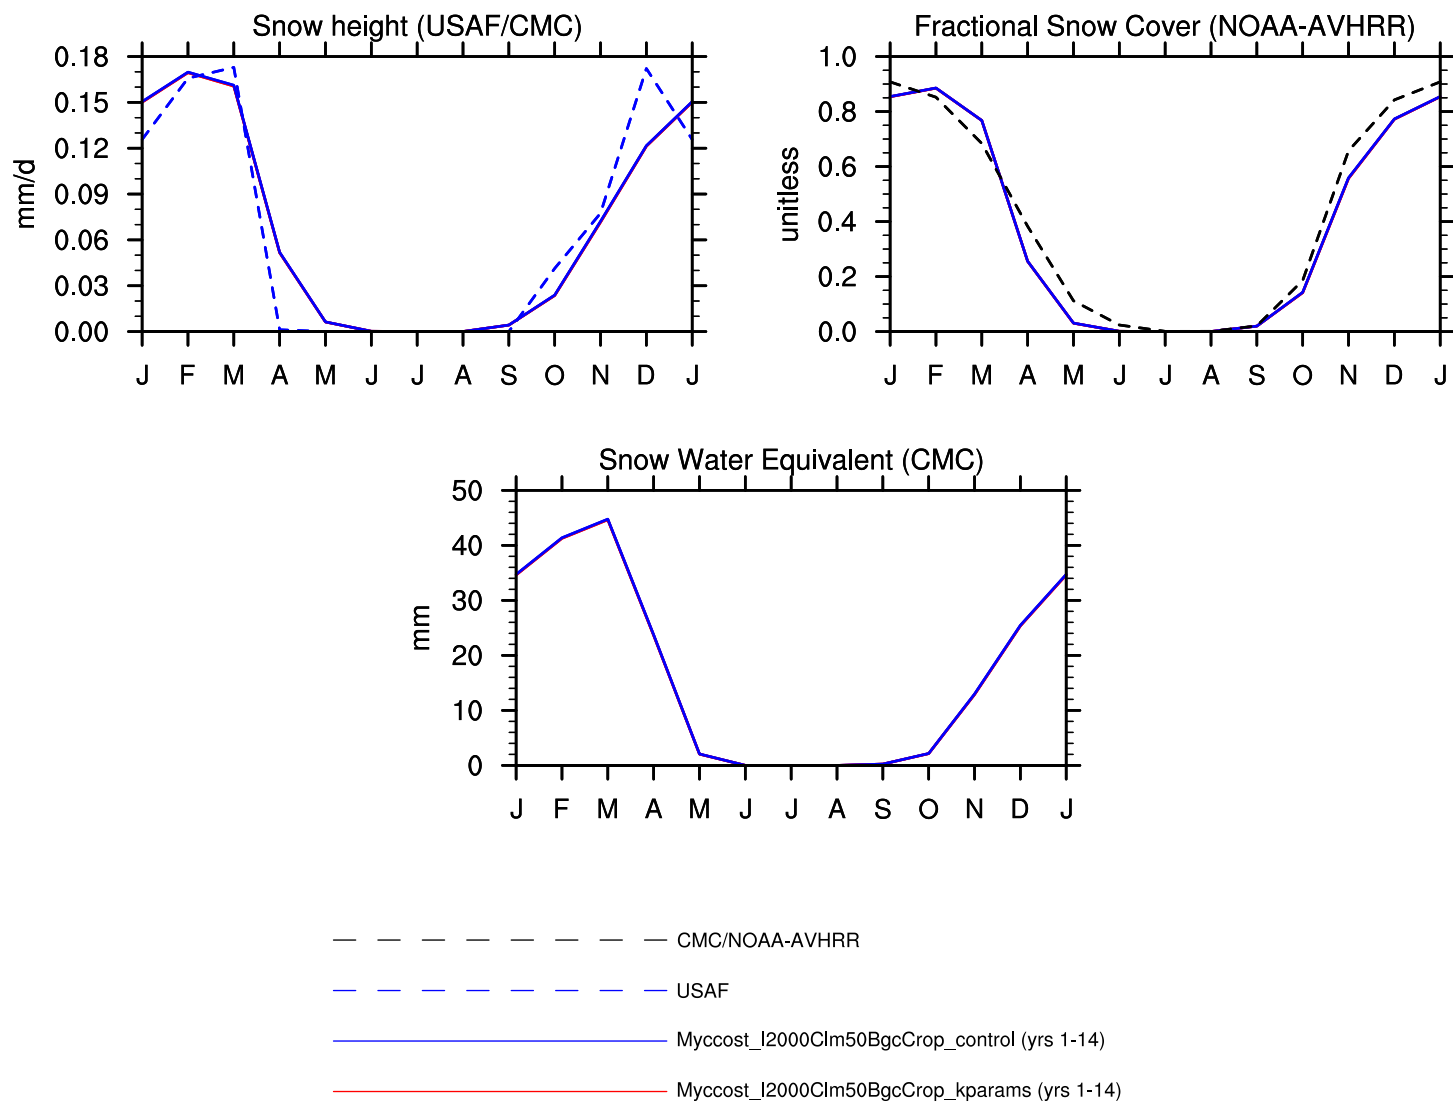 Snow height (USAF/CMC)
mm/d
0.18
0.15
0.12
0.09
0.06
0.03
0.00
J F M A M J J A S O N D J
Fractional Snow Cover (NOAA-AVHRR)
unitless
1.0
0.8
0.6
0.4
0.2
0.0
J F M A M J J A S O N D J
Snow Water Equivalent (CMC)
mm
50
40
30
20
10
0
J F M A M J J A S O N D J
CMC/NOAA-AVHRR
USAF
Myccost_I2000Clm50BgcCrop_control (yrs 1-14)
Myccost_I2000Clm50BgcCrop_kparams (yrs 1-14)